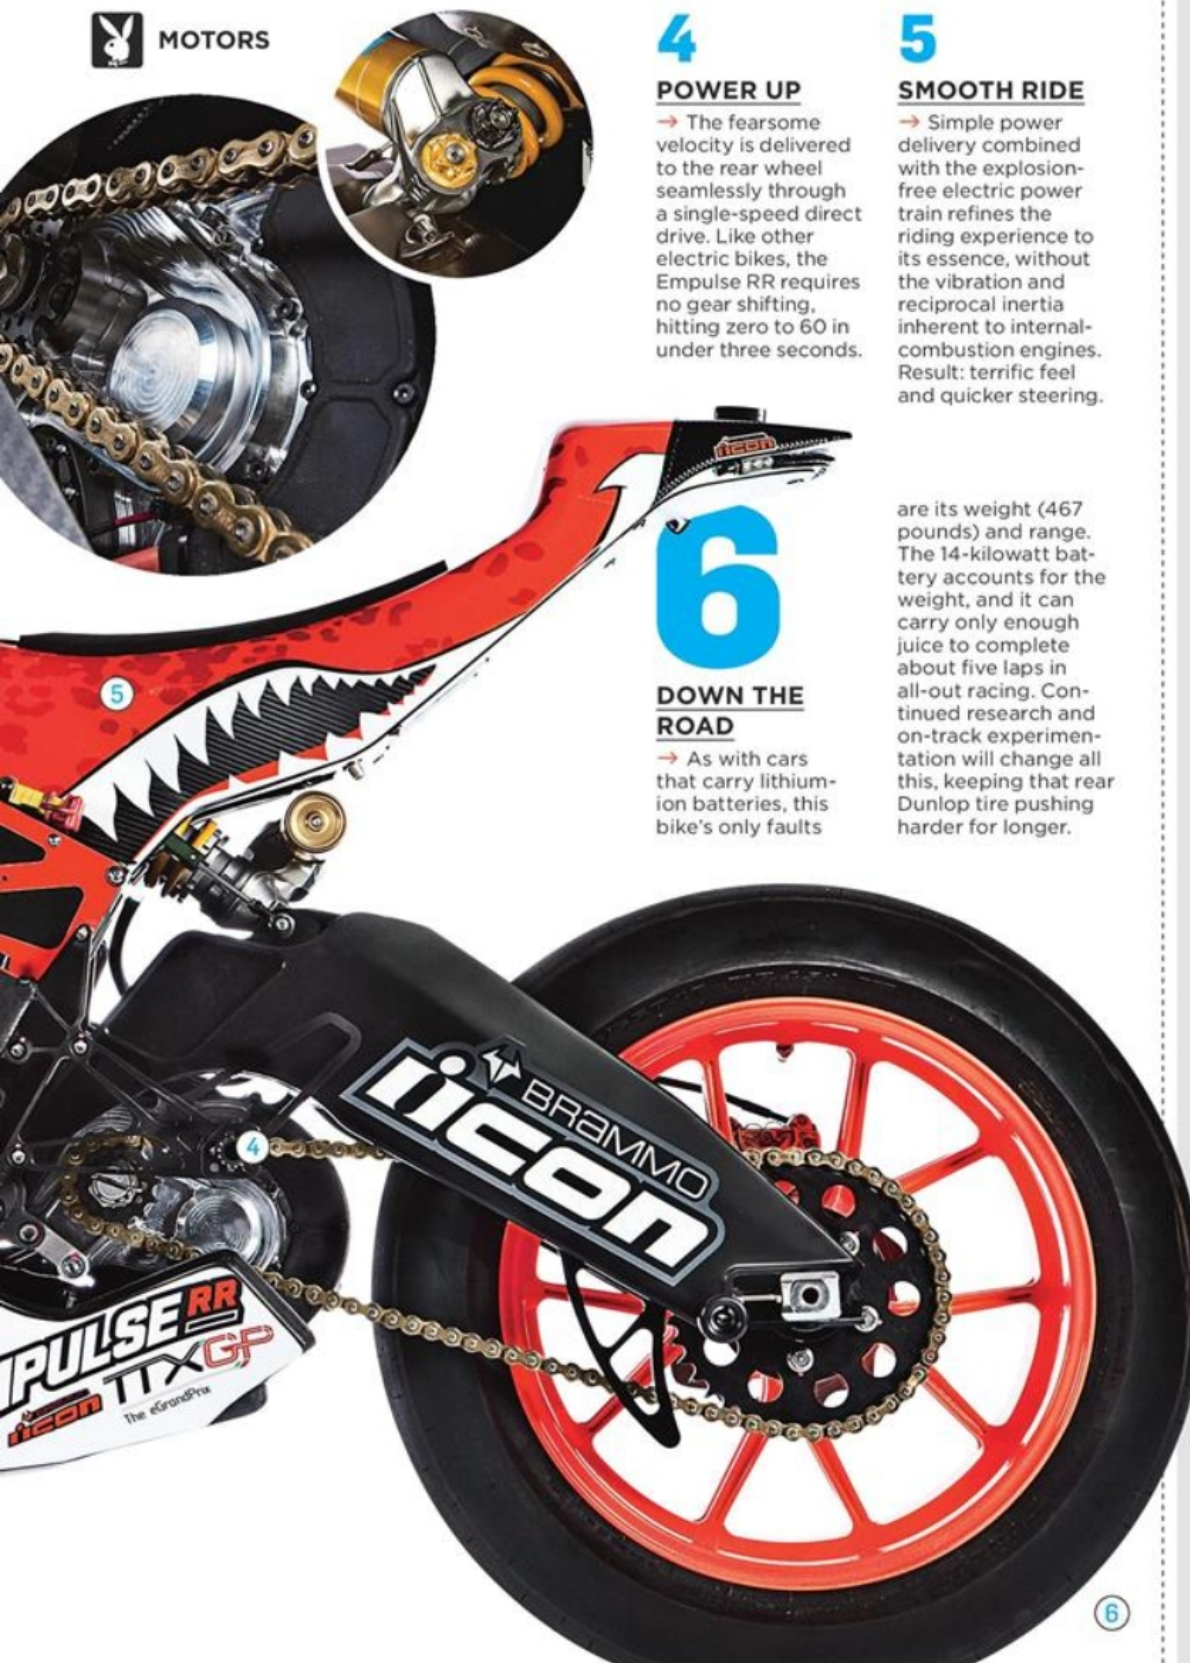 MOTORS
4
POWER UP
→ The fearsome
velocity is delivered
to the rear wheel
seamlessly through
a single-speed direct
drive. Like other
electric bikes, the
Empulse RR requires
no gear shifting,
hitting zero to 60 in
under three seconds.
5
SMOOTH RIDE
→ Simple power
delivery combined
with the explosion-
free electric power
train refines the
riding experience to
its essence, without
the vibration and
reciprocal inertia
inherent to internal-
combustion engines.
Result: terrific feel
and quicker steering.
icon
6
DOWN THE
ROAD
→ As with cars
that carry lithium-
ion batteries, this
bike's only faults
are its weight (467
pounds) and range.
The 14-kilowatt bat-
tery accounts for the
weight, and it can
carry only enough
juice to complete
about five laps in
all-out racing. Con-
tinued research and
on-track experimen-
tation will change all
this, keeping that rear
Dunlop tire pushing
harder for longer.
5
4
BRAMMO
icon
MPULSE RR
icon TTXGP
The eGrandPrix
6